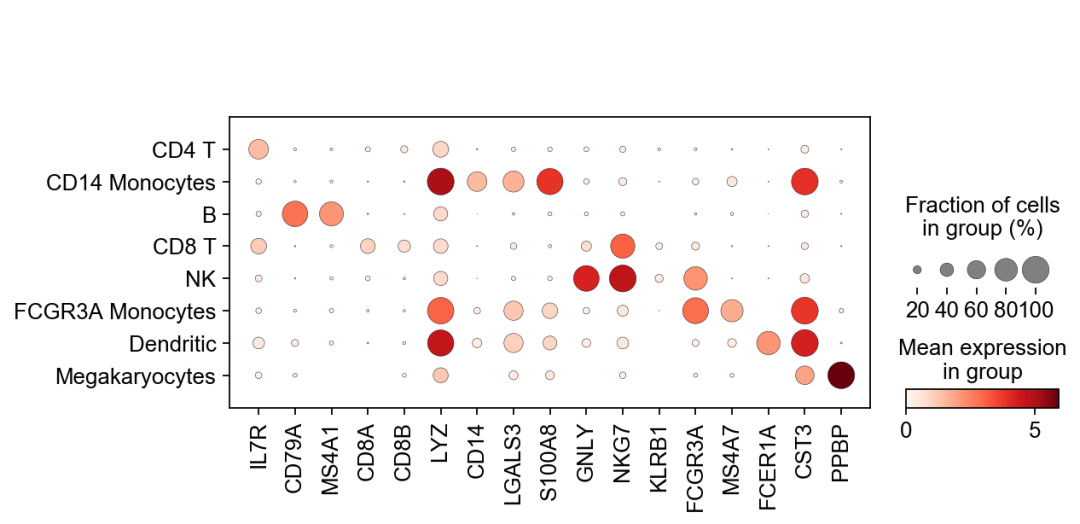 CD4 T
CD14 Monocytes
B
CD8 T
NK
FCGR3A Monocytes
Dendritic
Megakaryocytes
IL7R
CD79A
MS4A1
CD8A
CD8B
LYZ
CD14
LGALS3
S100A8
GNLY
NKG7
KLRB1
FCGR3A
MS4A7
FCER1A
CST3
PPBP
Fraction of cells
in group (%)
20 40 60 80100
Mean expression
in group
0 5